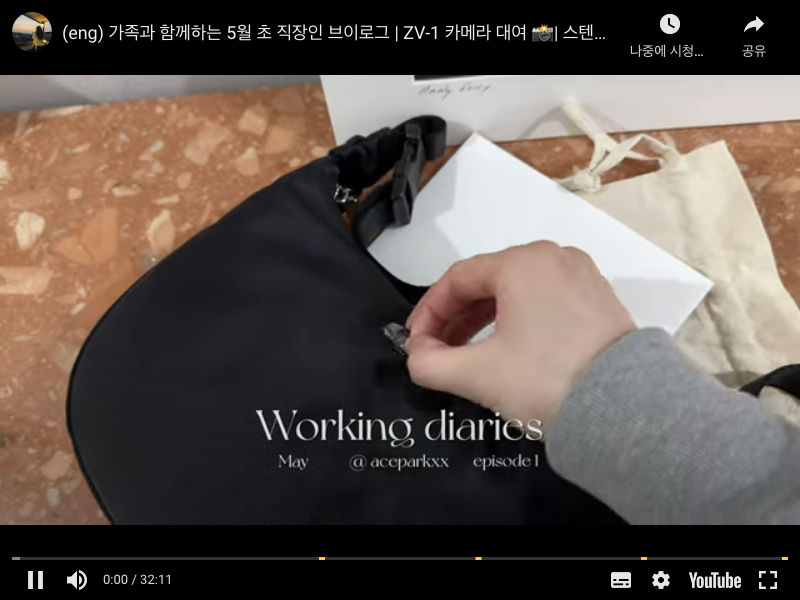 (eng) 가족과 함께하는 5월 초 직장인 브이로그 | ZV-1 카메라 대여 📸| 스텐...
나중에 시청...
공유
Working diaries
May @aceparkxx episode 1
0:00 / 32:11
YouTube